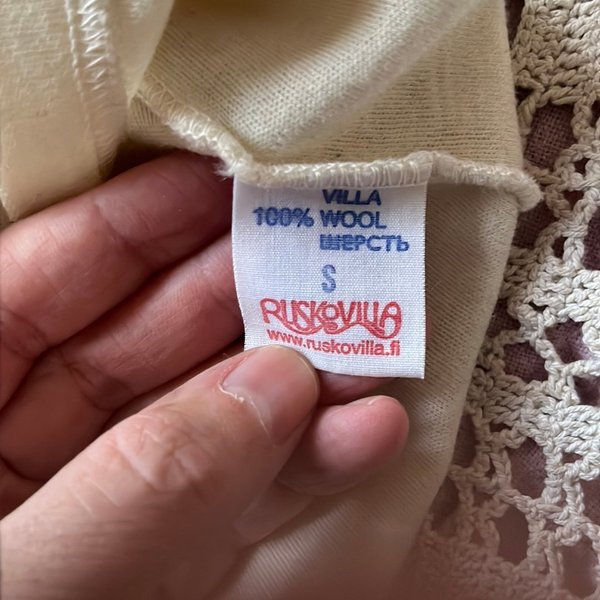 VILLA
100% WOOL
ШЕРСТЬ
S
RUSKOVILLA
www.ruskovilla.fi